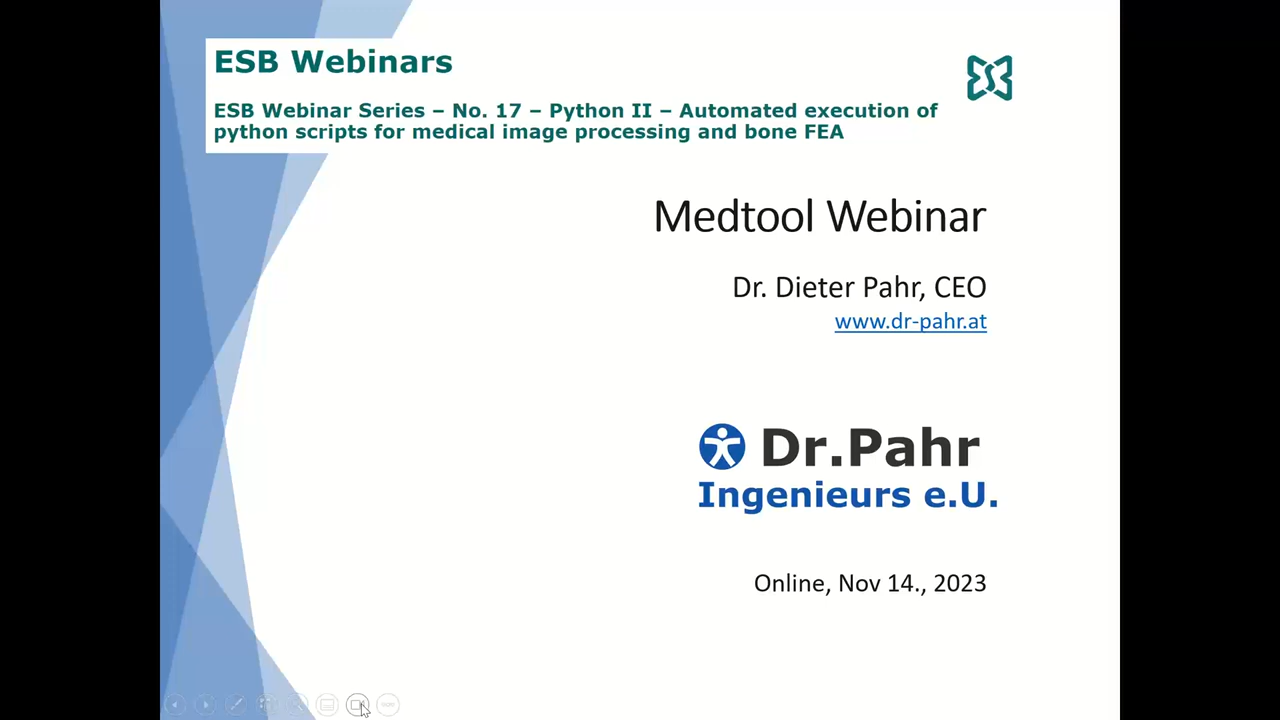 ESB Webinars
ESB Webinar Series – No. 17 – Python II – Automated execution of
python scripts for medical image processing and bone FEA
Medtool Webinar
Dr. Dieter Pahr, CEO
www.dr-pahr.at
Dr.Pahr
Ingenieurs e.U.
Online, Nov 14., 2023